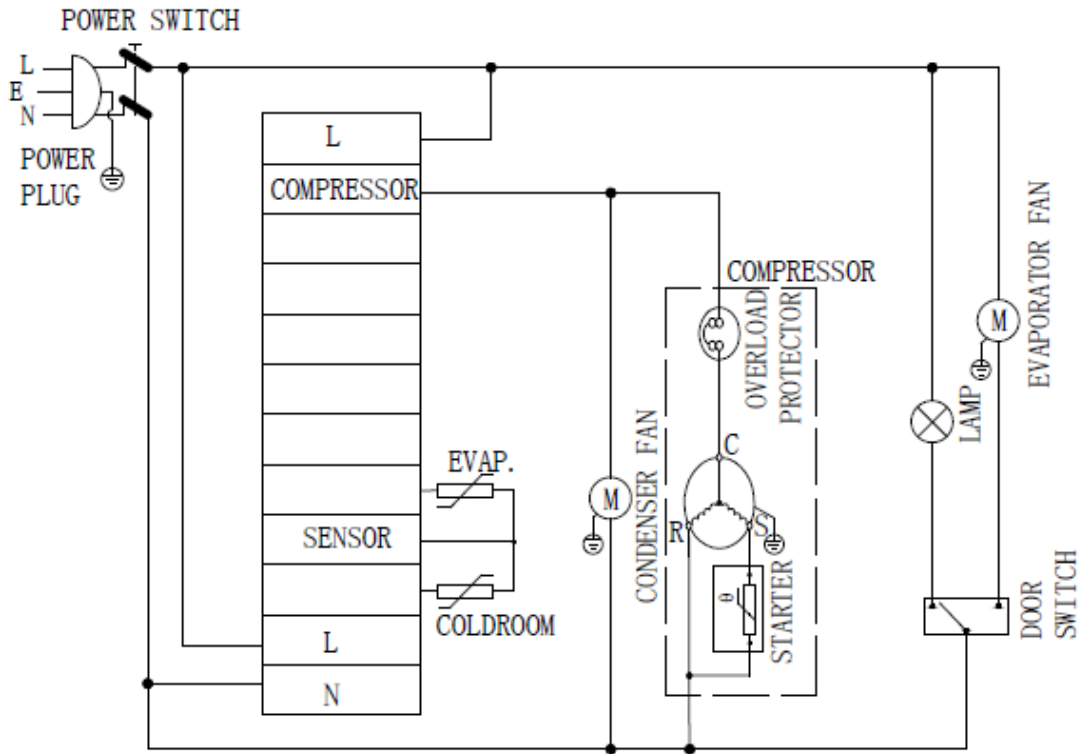 POWER SWITCH
L
E
N
POWER
PLUG
L
COMPRESSOR
COMPRESSOR
OVERLOAD
PROTECTOR
EVAPORATOR FAN
M
LAMP
CONDENSER FAN
M
C
R
S
EVAP.
SENSOR
COLDROOM
θ
STARTER
DOOR
SWITCH
L
N